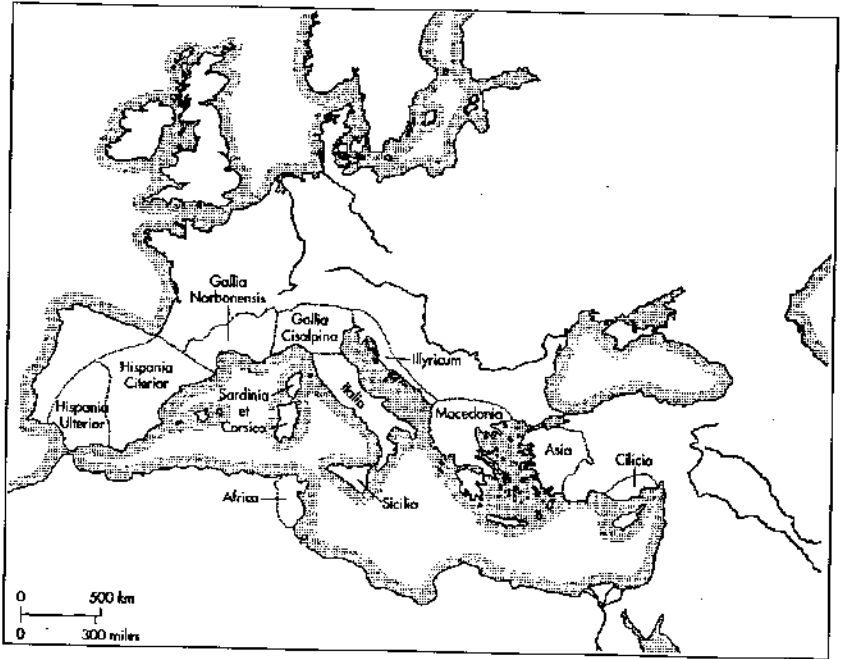 Gallia
Narbonensis
Gallia
Cisalpina
Illyricum
Hispania
Citerior
Hispania
Ulterior
Sardinia
et
Corsica
Italia
Macedonia
Asia
Cilicia
Africa
Sicilia
0 500 km
0 300 miles